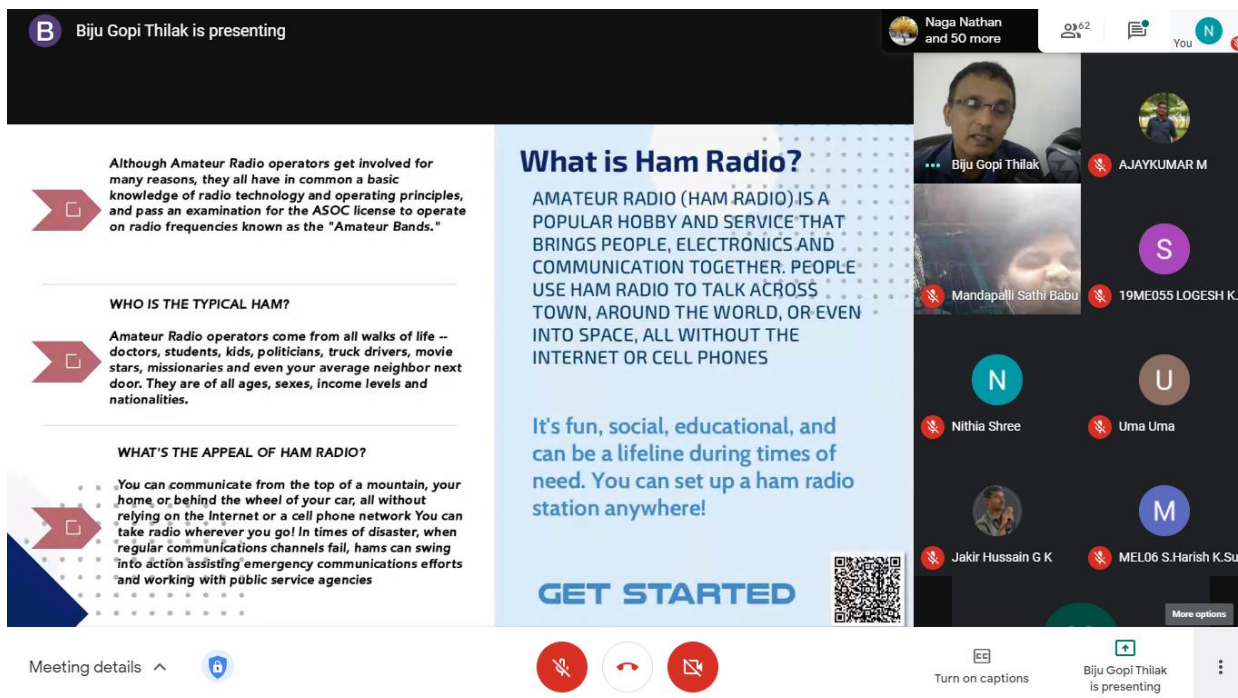 B Biju Gopi Thilak is presenting
Naga Nathan
and 50 more
62
You
N
Although Amateur Radio operators get involved for
many reasons, they all have in common a basic
knowledge of radio technology and operating principles,
and pass an examination for the ASOC license to operate
on radio frequencies known as the "Amateur Bands."
WHO IS THE TYPICAL HAM?
Amateur Radio operators come from all walks of life --
doctors, students, kids, politicians, truck drivers, movie
stars, missionaries and even your average neighbor next
door. They are of all ages, sexes, income levels and
nationalities.
WHAT'S THE APPEAL OF HAM RADIO?
You can communicate from the top of a mountain, your
home or behind the wheel of your car, all without
relying on the Internet or a cell phone network You can
take radio wherever you go! In times of disaster, when
regular communications channels fail, hams can swing
into action assisting emergency communications efforts
and working with public service agencies
What is Ham Radio?
AMATEUR RADIO (HAM RADIO) IS A
POPULAR HOBBY AND SERVICE THAT
BRINGS PEOPLE, ELECTRONICS AND
COMMUNICATION TOGETHER. PEOPLE
USE HAM RADIO TO TALK ACROSS
TOWN, AROUND THE WORLD, OR EVEN
INTO SPACE, ALL WITHOUT THE
INTERNET OR CELL PHONES
It's fun, social, educational, and
can be a lifeline during times of
need. You can set up a ham radio
station anywhere!
GET STARTED
Biju Gopi Thilak
AJAYKUMAR M
Mandapalli Sathi Babu
S
19ME055 LOGESH K.
N
Nithia Shree
U
Uma Uma
Jakir Hussain G K
M
MEL06 S.Harish K.Su
More options
Meeting details
CC
Turn on captions
Biju Gopi Thilak
is presenting